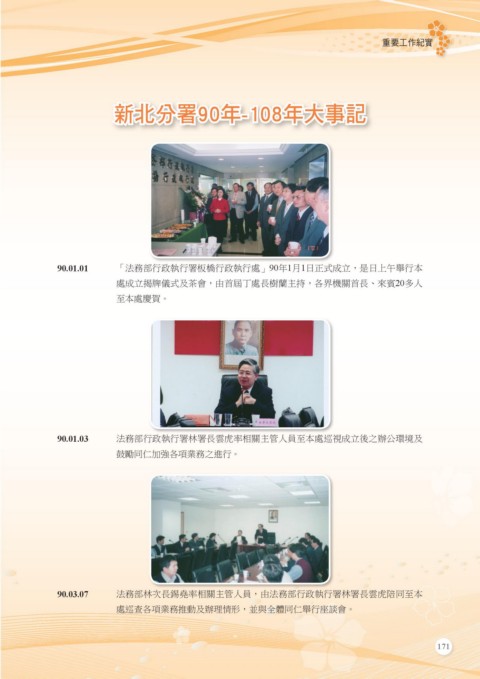 重要工作紀實
新北分署90年-108年大事記
90.01.01 「法務部行政執行署板橋行政執行處」90年1月1日正式成立，是日上午舉行本
處成立揭牌儀式及茶會，由首屆丁處長樹蘭主持，各界機關首長、來賓20多人
至本處慶賀。
90.01.03 法務部行政執行署林署長雲虎率相關主管人員至本處巡視成立後之辦公環境及
鼓勵同仁加強各項業務之進行。
90.03.07 法務部林次長錫堯率相關主管人員，由法務部行政執行署林署長雲虎陪同至本
處巡查各項業務推動及辦理情形，並與全體同仁舉行座談會。
171